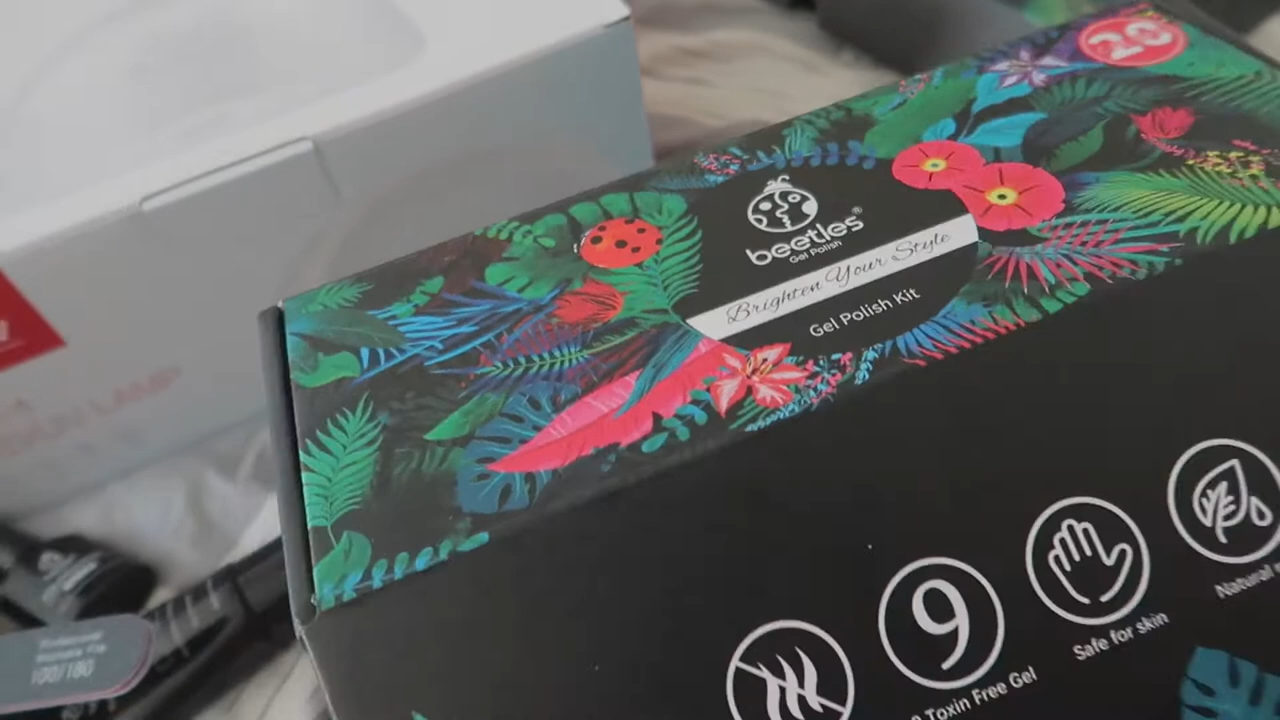 20
beetles®
Gel Polish
Brighten Your Style
Gel Polish Kit
9
Toxin Free Gel
Safe for skin
Natural
LAMP
100/180